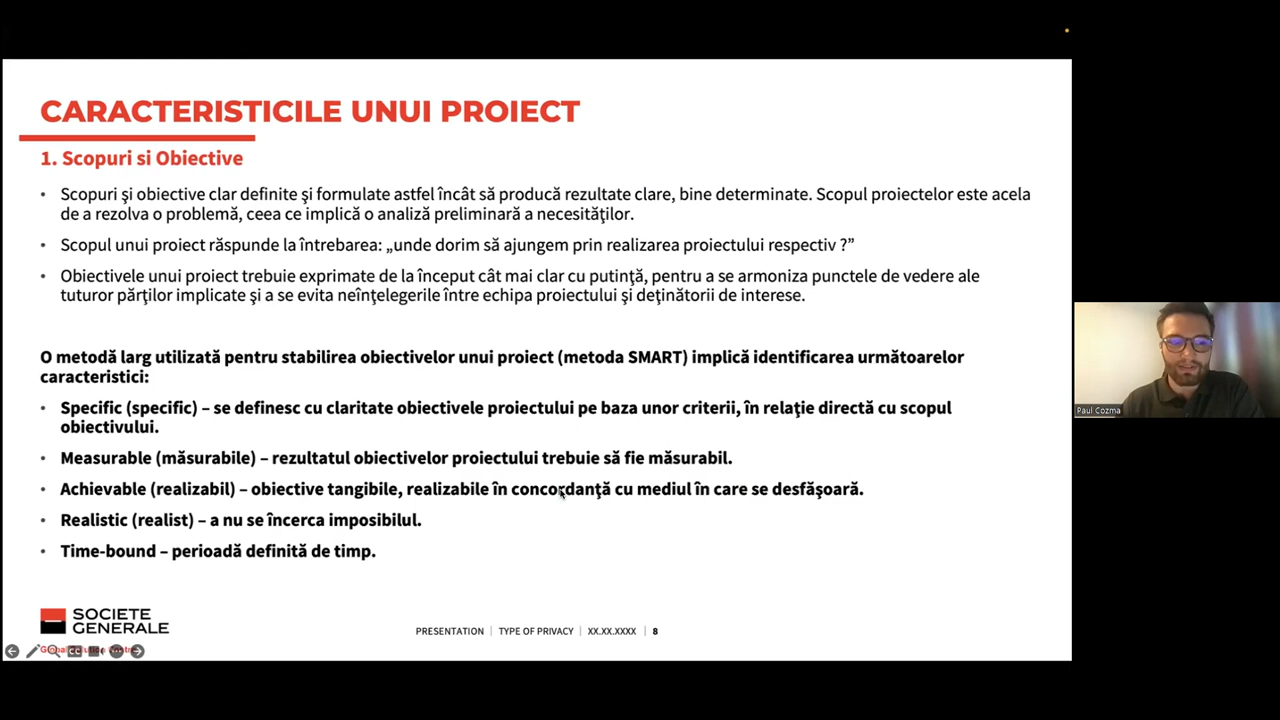 CARACTERISTICILE UNUI PROIECT
1. Scopuri si Obiective
• Scopuri şi obiective clar definite şi formulate astfel încât să producă rezultate clare, bine determinate. Scopul proiectelor este acela
de a rezolva o problemă, ceea ce implică o analiză preliminară a necesităţilor.
• Scopul unui proiect răspunde la întrebarea: „unde dorim să ajungem prin realizarea proiectului respectiv ?”
• Obiectivele unui proiect trebuie exprimate de la început cât mai clar cu putinţă, pentru a se armoniza punctele de vedere ale
tuturor părţilor implicate şi a se evita neînţelegerile între echipa proiectului şi deţinătorii de interese.
O metodă larg utilizată pentru stabilirea obiectivelor unui proiect (metoda SMART) implică identificarea următoarelor
caracteristici:
• Specific (specific) – se definesc cu claritate obiectivele proiectului pe baza unor criterii, în relaţie directă cu scopul
obiectivului.
• Measurable (măsurabile) – rezultatul obiectivelor proiectului trebuie să fie măsurabil.
• Achievable (realizabil) – obiective tangibile, realizabile în concordanţă cu mediul în care se desfăşoară.
• Realistic (realist) – a nu se încerca imposibilul.
• Time-bound – perioadă definită de timp.
SOCIETE
GENERALE
PRESENTATION | TYPE OF PRIVACY | XX.XX.XXXX | 8
Paul Cozma